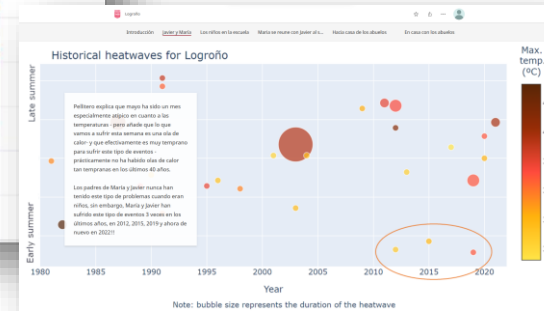 Logroño
Introducción Javier y María Los niños en la escuela María se reune con Javier al s... Hacia casa de los abuelos En casa con los abuelos
Historical heatwaves for Logroño
Max.
temp.
(ºC)
Late summer
Pellitero explica que mayo ha sido un mes
especialmente atípico en cuanto a las
temperaturas - pero añade que lo que
vamos a sufrir esta semana es una ola de
calor- y que efectivamente es muy temprano
para sufrir este tipo de eventos -
prácticamente no ha habido olas de calor
tan tempranas en los últimos 40 años.
Los padres de María y Javier nunca han
tenido este tipo de problemas cuando eran
niños, sin embargo, María y Javier han
sufrido este tipo de eventos 3 veces en los
últimos años, en 2012, 2015, 2019 y ahora de
nuevo en 2022!!
Early summer
1980 1985 1990 1995 2000 2005 2010 2015 2020
Year
Note: bubble size represents the duration of the heatwave